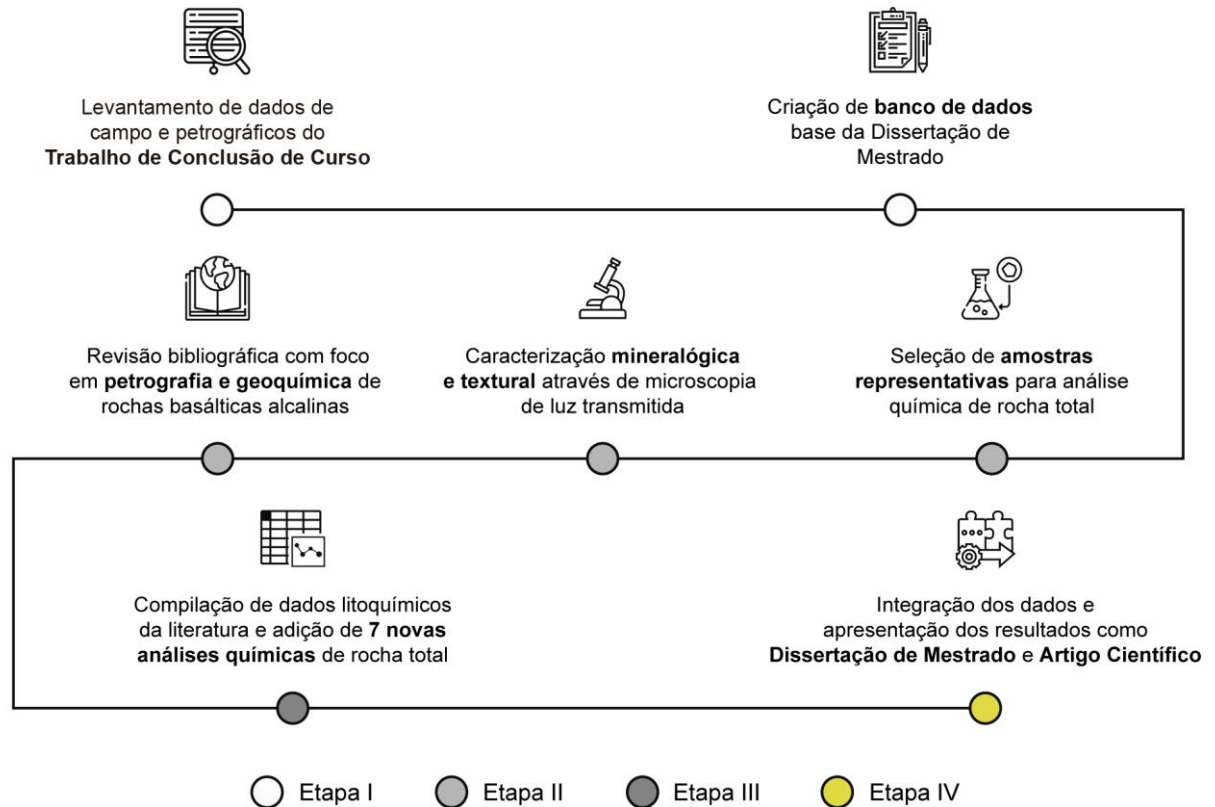 Levantamento de dados de
campo e petrográficos do
Trabalho de Conclusão de Curso
Criação de banco de dados
base da Dissertação de
Mestrado
Revisão bibliográfica com foco
em petrografia e geoquímica de
rochas basálticas alcalinas
Caracterização mineralógica
e textural através de microscopia
de luz transmitida
Seleção de amostras
representativas para análise
química de rocha total
Compilação de dados litoquímicos
da literatura e adição de 7 novas
análises químicas de rocha total
Integração dos dados e
apresentação dos resultados como
Dissertação de Mestrado e Artigo Científico
Etapa I
Etapa II
Etapa III
Etapa IV